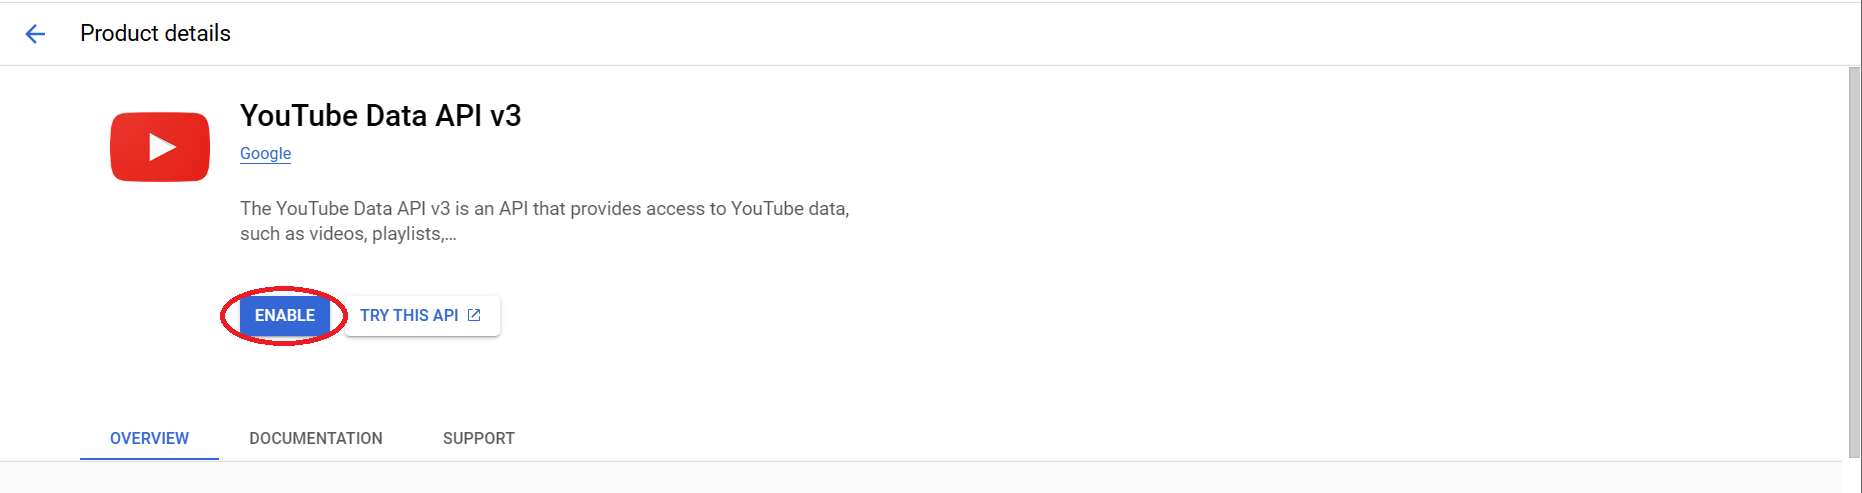 Product details
YouTube Data API v3
Google
The YouTube Data API v3 is an API that provides access to YouTube data,
such as videos, playlists,...
ENABLE TRY THIS API
OVERVIEW DOCUMENTATION SUPPORT